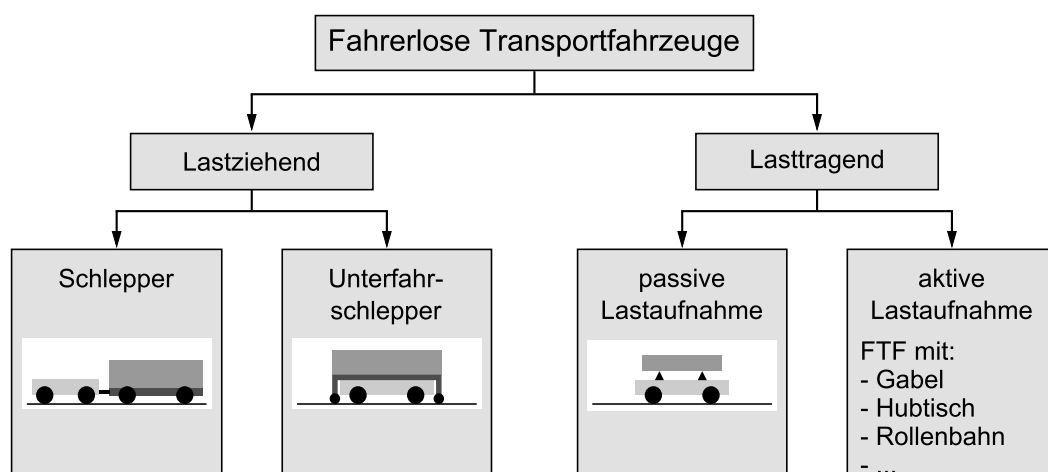 Fahrerlose Transportfahrzeuge
Lastziehend
Lasttragend
Schlepper
Unterfahr-
schlepper
passive
Lastaufnahme
aktive
Lastaufnahme
FTF mit:
- Gabel
- Hubtisch
- Rollenbahn
- ...